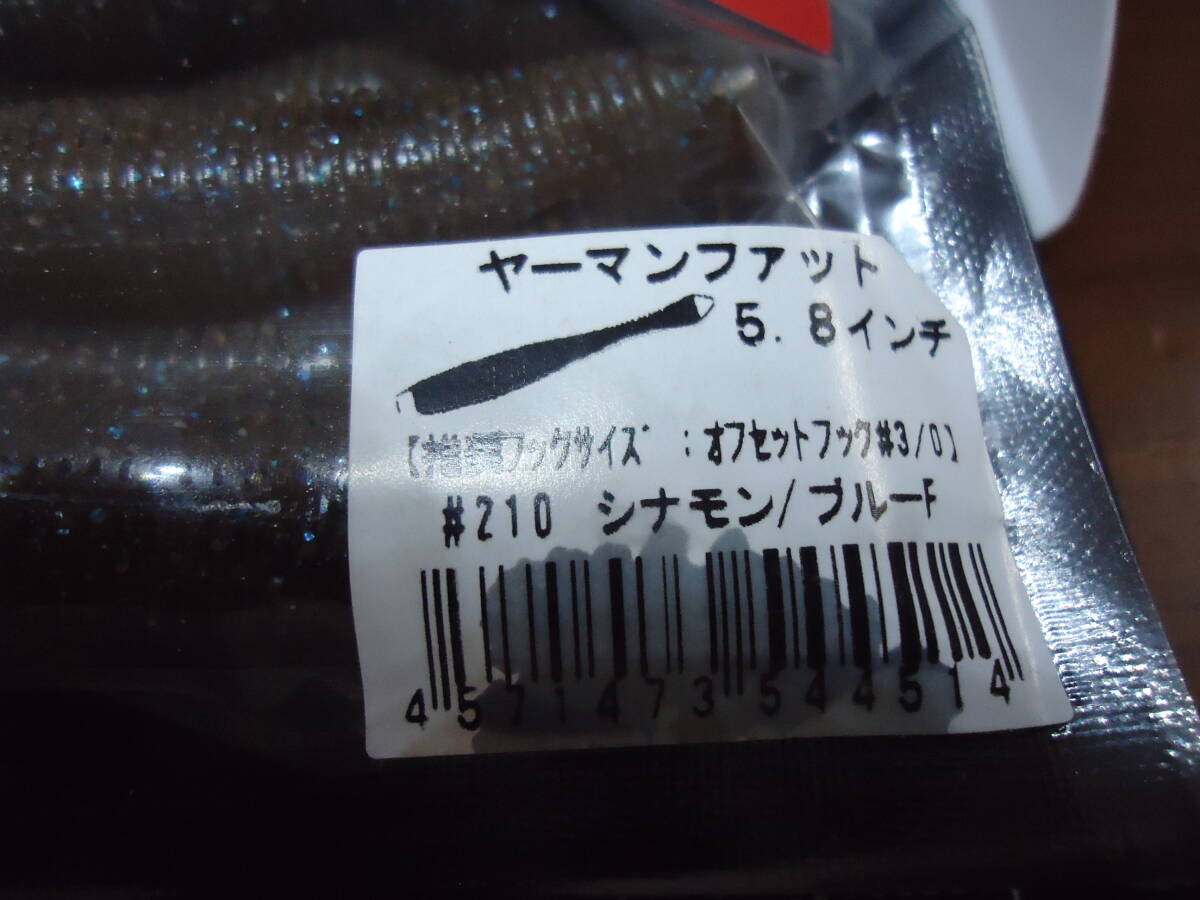 ヤーマンファット
5.8インチ
フックサイズ :オフセットフック#3/0】
#210 シナモン/ブルーF
4571473544514